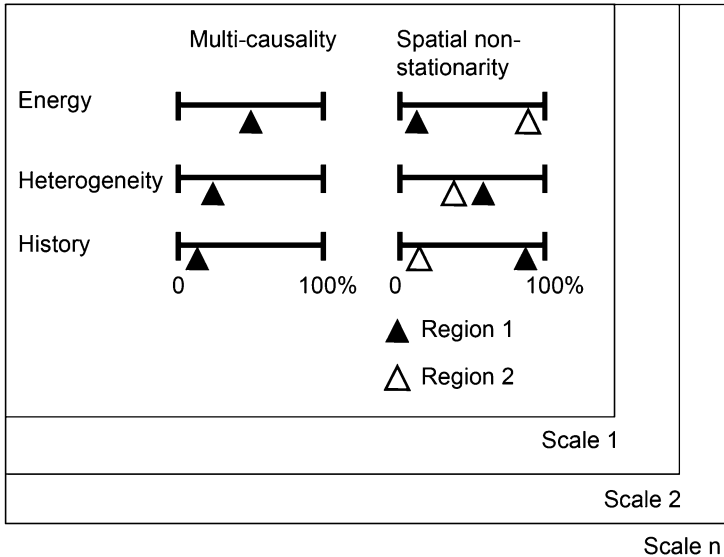 Multi-causality
Spatial non-
stationarity
Energy
Heterogeneity
History
0 100% 0 100%
Region 1
Region 2
Scale 1
Scale 2
Scale n